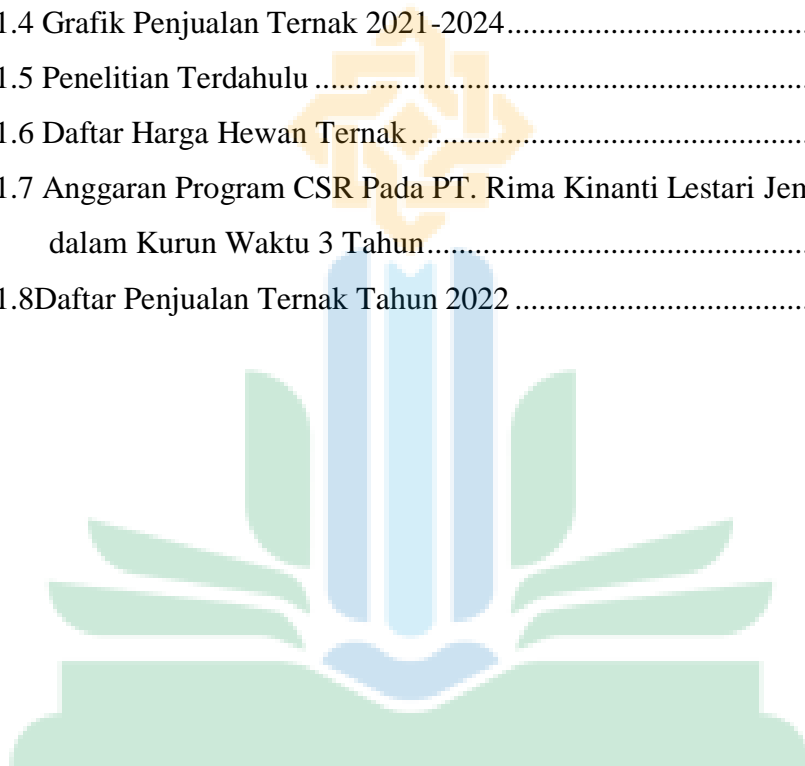 1.4 Grafik Penjualan Ternak 2021-2024........................................
1.5 Penelitian Terdahulu................................................................
1.6 Daftar Harga Hewan Ternak....................................................
1.7 Anggaran Program CSR Pada PT. Rima Kinanti Lestari Jem
dalam Kurun Waktu 3 Tahun..................................................
1.8Daftar Penjualan Ternak Tahun 2022.......................................